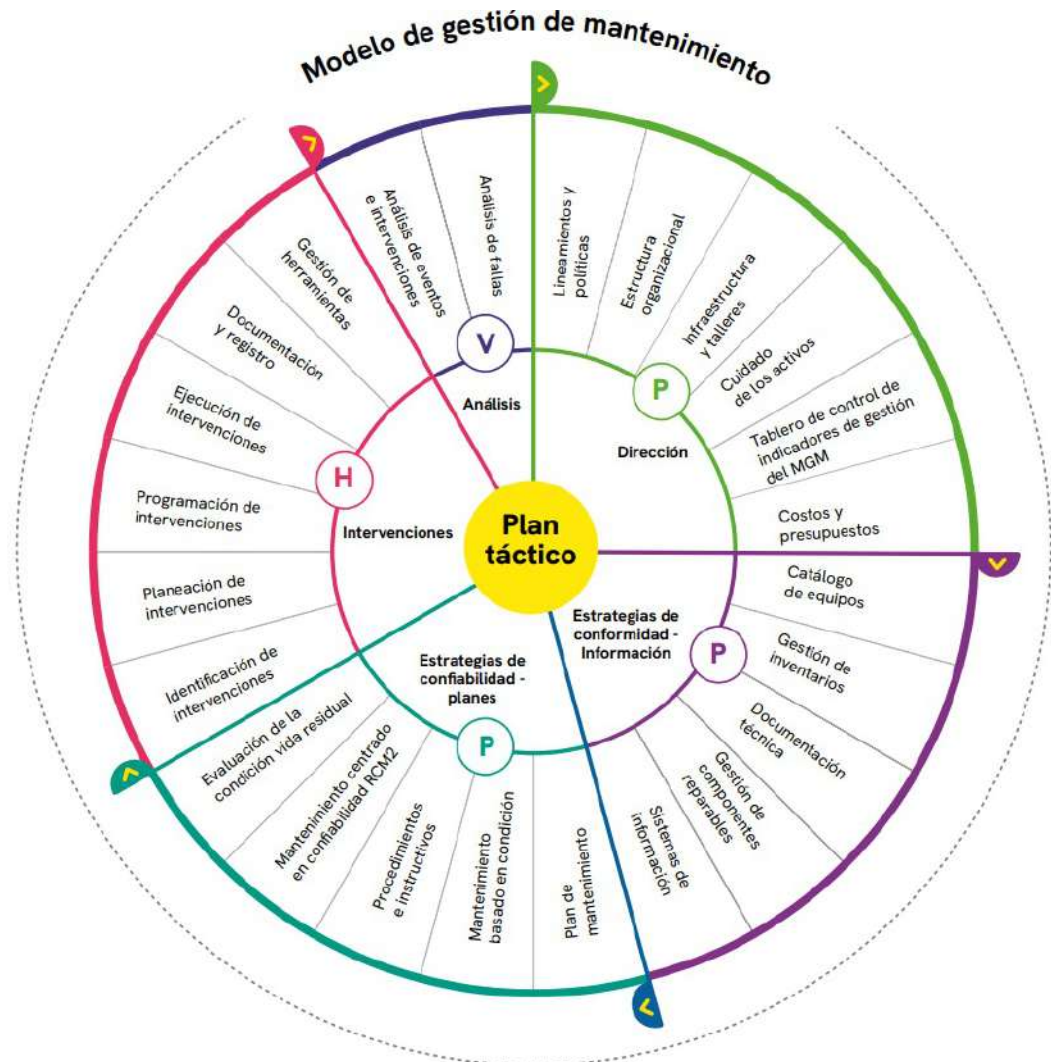 Modelo de gestión de mantenimiento
Lineamientos y
políticas
Estructura
organizacional
Infraestructura
y talleres
Cuidado
de los activos
Tablero de control de
indicadores de gestión
del MGM
Costos y
presupuestos
P
Dirección
Catálogo
de equipos
Gestión de
inventarios
Documentación
técnica
Gestión de
componentes
reparables
Sistemas de
información
P
Estrategias de
conformidad -
Información
Plan de
mantenimiento
Mantenimiento
basado en condición
Procedimientos
e instructivos
Mantenimiento centrado
en confiabilidad RCM2
Evaluación de la
condición vida residual
P
Estrategias de
confiabilidad -
planes
Identificación de
intervenciones
Planeación de
intervenciones
Programación de
intervenciones
Ejecución de
intervenciones
Documentación
y registro
Gestión de
herramientas
H
Intervenciones
Análisis de eventos
e intervenciones
Análisis de fallas
V
Análisis
Plan
táctico